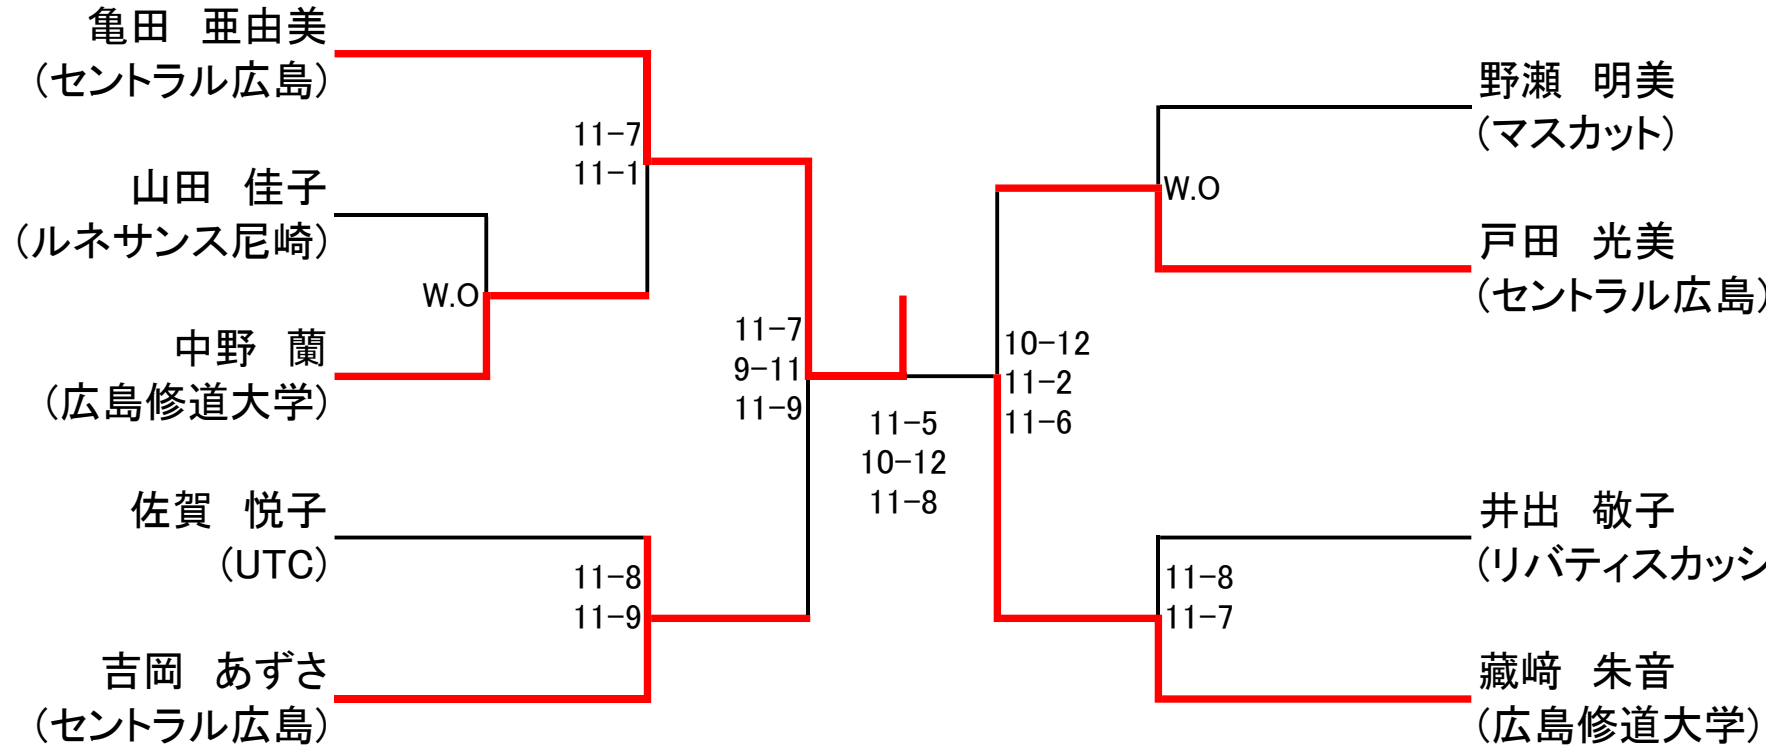 亀田　亜由美
(セントラル広島)
山田　佳子
(ルネサンス尼崎)
中野　蘭
(広島修道大学)
佐賀　悦子
(UTC)
吉岡　あずさ
(セントラル広島)
11-7
11-1
W.O
11-8
11-9
11-7
9-11
11-9
11-5
10-12
11-8
10-12
11-2
11-6
W.O
11-8
11-7
野瀬　明美
(マスカット)
戸田　光美
(セントラル広島)
井出　敬子
(リバティスカッシ
藏﨑　朱音
(広島修道大学)